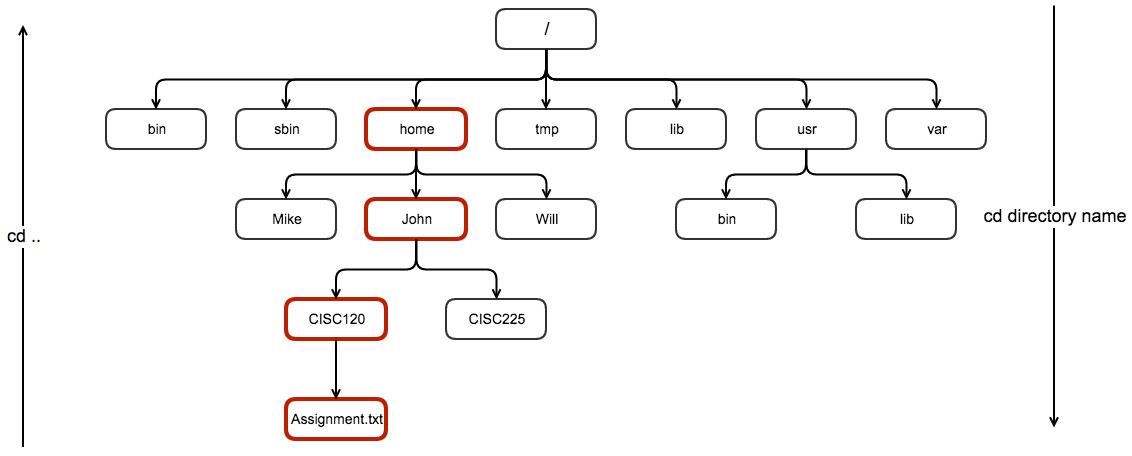 /
bin
sbin
home
tmp
lib
usr
var
Mike
John
Will
bin
lib
cd directory name
cd ..
CISC120
CISC225
Assignment.txt